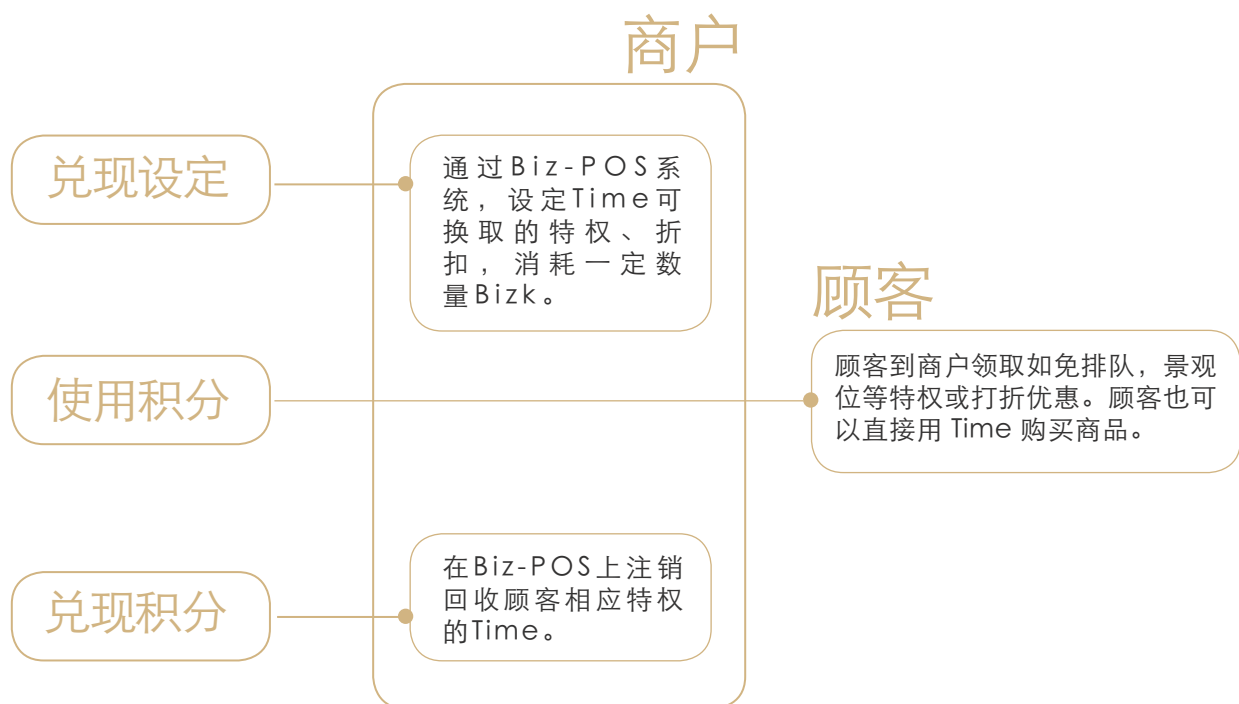 商户
兑现设定
通过Biz-POS系
统，设定Time可
换取的特权、折
扣，消耗一定数
量Bizk。
顾客
使用积分
顾客到商户领取如免排队，景观
位等特权或打折优惠。顾客也可
以直接用 Time 购买商品。
兑现积分
在Biz-POS上注销
回收顾客相应特权
的Time。